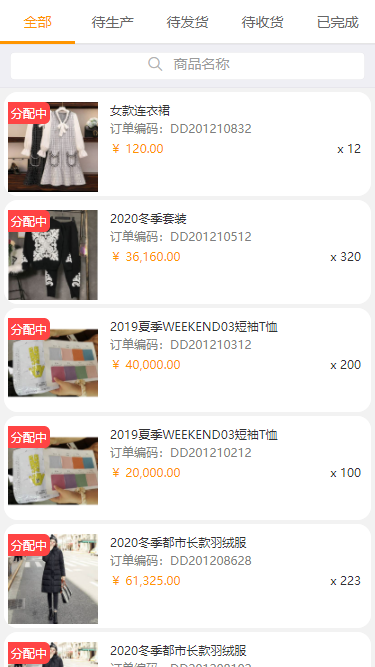 全部 待生产 待发货 待收货 已完成
商品名称
分配中
女款连衣裙
订单编码：DD201210832
￥ 120.00 x 12
分配中
2020冬季套装
订单编码：DD201210512
￥ 36,160.00 x 320
分配中
2019夏季WEEKEND03短袖T恤
订单编码：DD201210312
￥ 40,000.00 x 200
分配中
2019夏季WEEKEND03短袖T恤
订单编码：DD201210212
￥ 20,000.00 x 100
分配中
2020冬季都市长款羽绒服
订单编码：DD201208628
￥ 61,325.00 x 223
分配中
2020冬季都市长款羽绒服